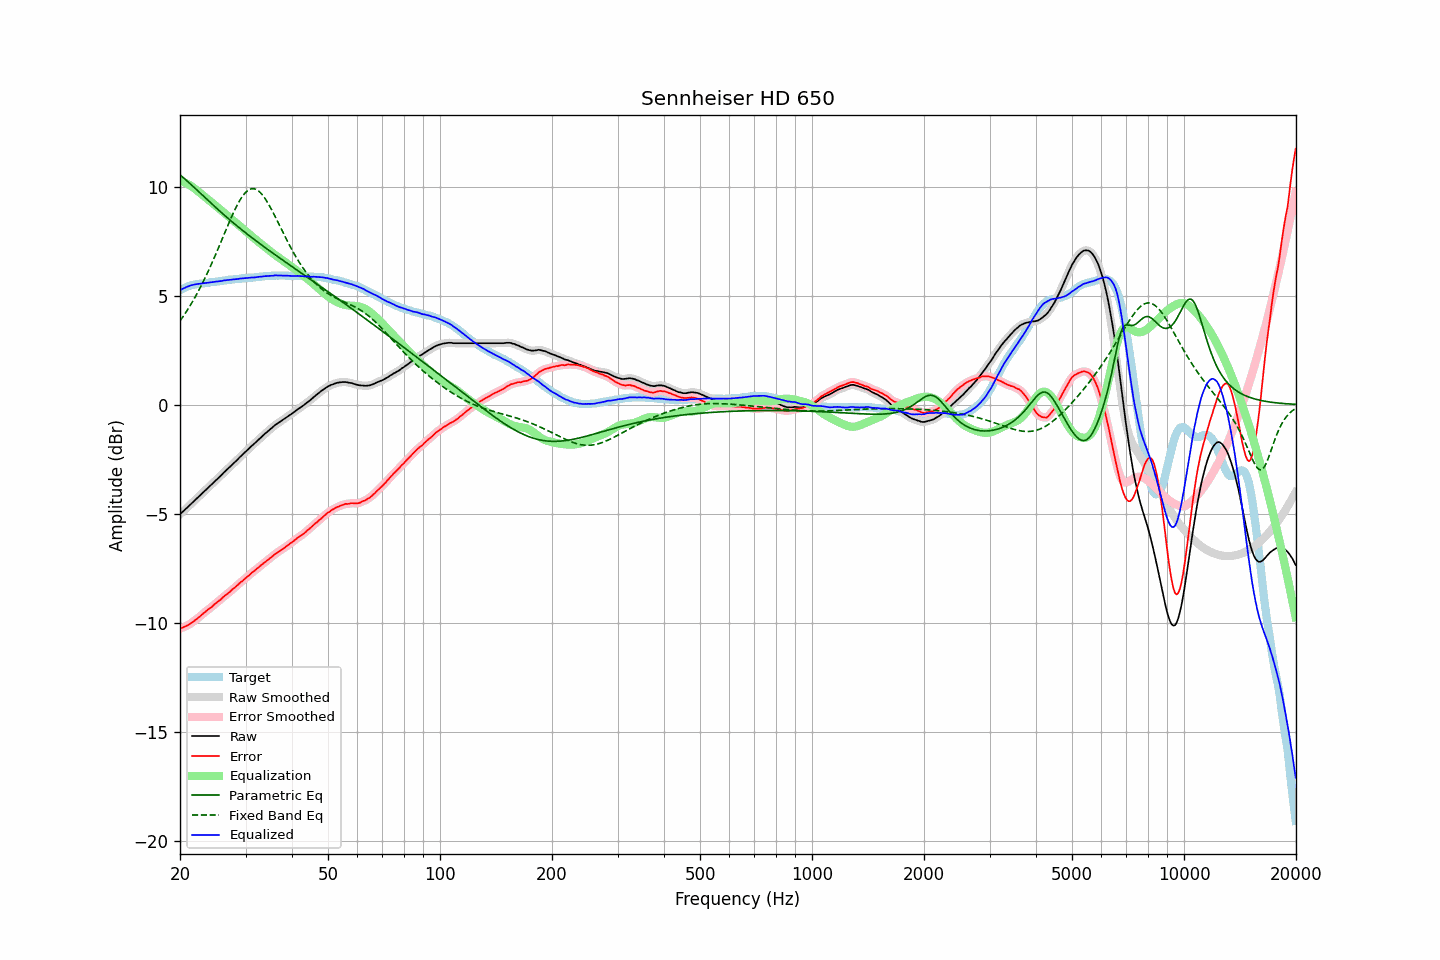 Sennheiser HD 650
Amplitude (dBr)
10
5
0
−5
−10
−15
−20
Target
Raw Smoothed
Error Smoothed
Raw
Error
Equalization
Parametric Eq
Fixed Band Eq
Equalized
20 50 100 200 500 1000 2000 5000 10000 20000
Frequency (Hz)